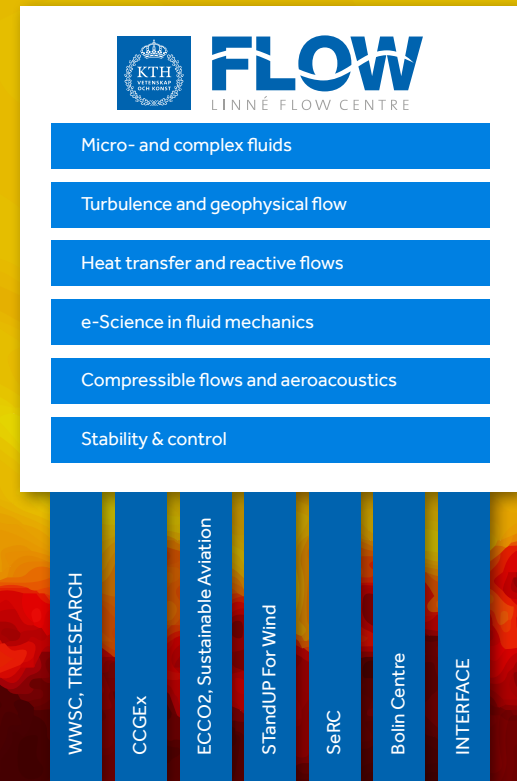 KTH
VETENSKAP
OCH KONST
FLOW
LINNÉ FLOW CENTRE
Micro- and complex fluids
Turbulence and geophysical flow
Heat transfer and reactive flows
e-Science in fluid mechanics
Compressible flows and aeroacoustics
Stability & control
WWSC, TREESEARCH
CCGEx
ECCO2, Sustainable Aviation
STandUP For Wind
SeRC
Bolin Centre
INTERFACE